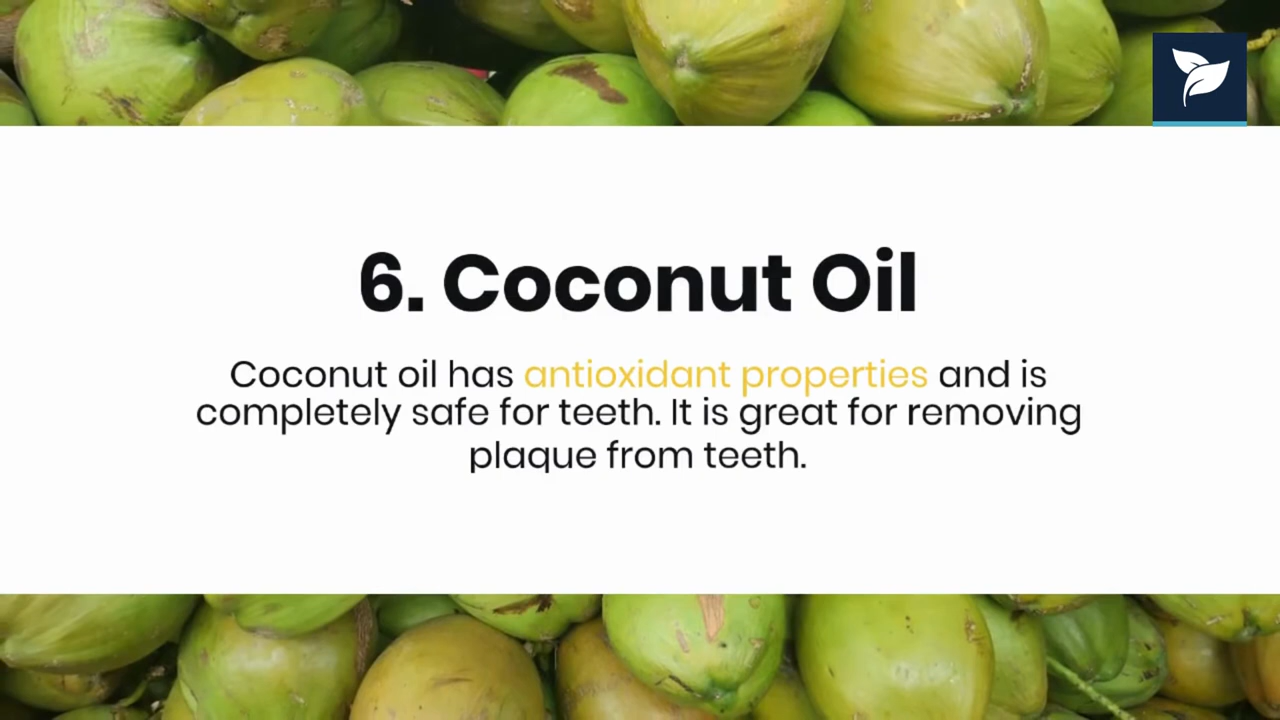 6. Coconut Oil
Coconut oil has antioxidant properties and is
completely safe for teeth. It is great for removing
plaque from teeth.